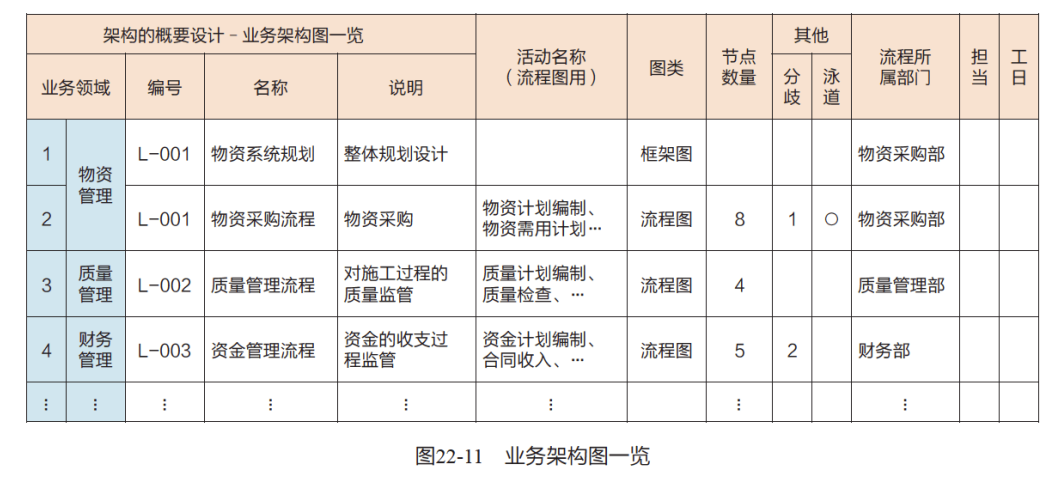 架构的概要设计–业务架构图一览
活动名称
（流程图用）
图类
节点
数量
其他
流程所
属部门
担
当
工
日
业务领域
编号
名称
说明
分
歧
泳
道
1
物资
管理
L-001
物资系统规划
整体规划设计
框架图
物资采购部
2
L-001
物资采购流程
物资采购
物资计划编制、
物资需用计划…
流程图
8
1
○
物资采购部
3
质量
管理
L-002
质量管理流程
对施工过程的
质量监管
质量计划编制、
质量检查、…
流程图
4
质量管理部
4
财务
管理
L-003
资金管理流程
资金的收支过
程监管
资金计划编制、
合同收入、…
流程图
5
2
财务部
⋮ ⋮ ⋮ ⋮ ⋮ ⋮ ⋮ ⋮
图22-11 业务架构图一览